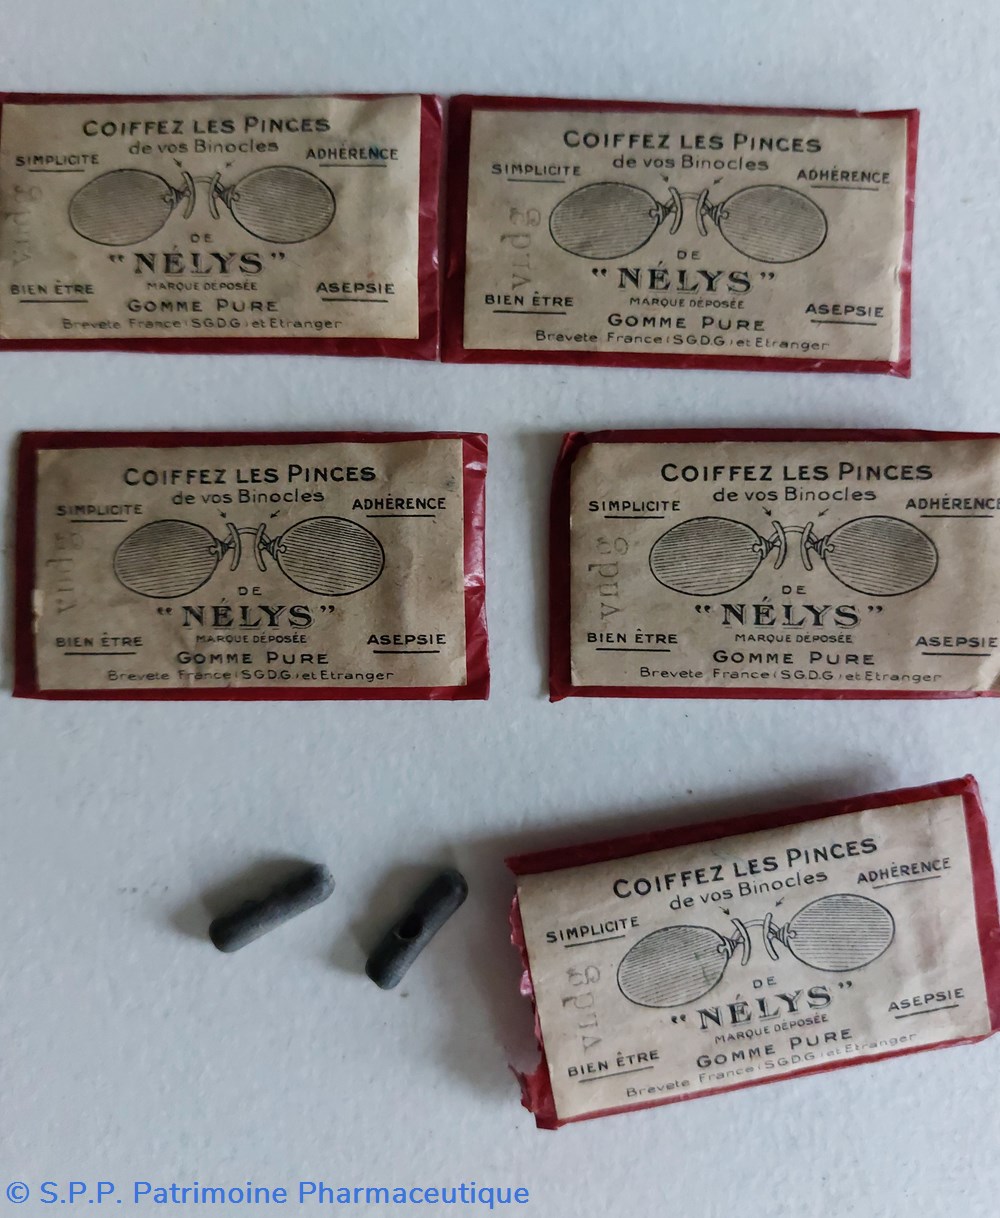 COIFFEZ LES PINCES
de vos Binocles
SIMPLICITE
ADHÉRENCE
DE
"NÉLYS"
BIEN ÊTRE
MARQUE DÉPOSÉE
ASEPSIE
GOMME PURE
Brevete France (S.G.D.G) et Etranger
COIFFEZ LES PINCES
de vos Binocles
SIMPLICITE
ADHÉRENCE
DE
"NÉLYS"
BIEN ÊTRE
MARQUE DÉPOSÉE
ASEPSIE
GOMME PURE
Brevete France (S.G.D.G) et Etranger
COIFFEZ LES PINCES
de vos Binocles
SIMPLICITE
ADHÉRENCE
DE
"NÉLYS"
BIEN ÊTRE
MARQUE DÉPOSÉE
ASEPSIE
GOMME PURE
Brevete France (S.G.D.G) et Etranger
COIFFEZ LES PINCES
de vos Binocles
SIMPLICITE
ADHÉRENCE
DE
"NÉLYS"
BIEN ÊTRE
MARQUE DÉPOSÉE
ASEPSIE
GOMME PURE
Brevete France (S.G.D.G) et Etranger
COIFFEZ LES PINCES
de vos Binocles
SIMPLICITE
ADHÉRENCE
DE
"NÉLYS"
BIEN ÊTRE
MARQUE DÉPOSÉE
ASEPSIE
GOMME PURE
Brevete France (S.G.D.G) et Etranger
© S.P.P. Patrimoine Pharmaceutique